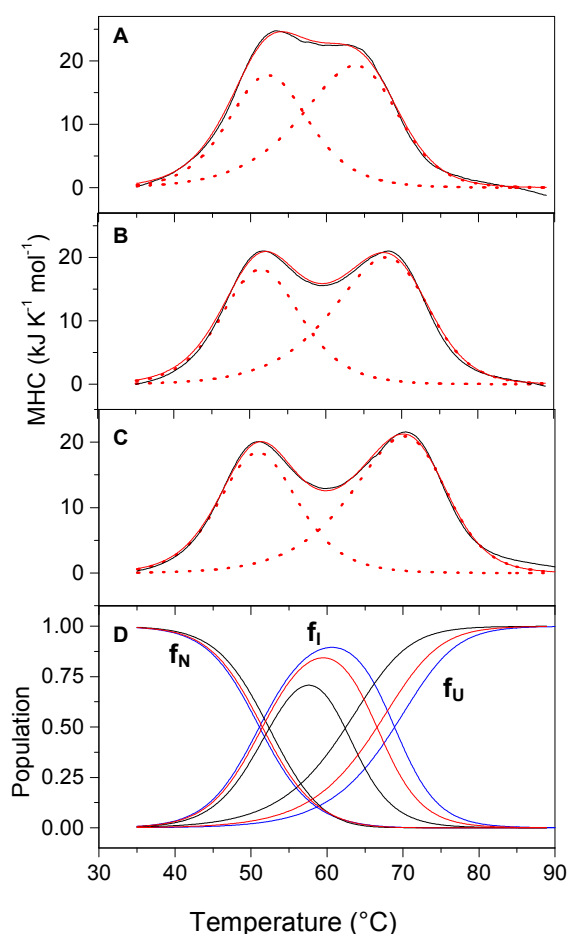 A
20
10
0
B
20
10
0
MHC (kJ K⁻¹ mol⁻¹)
C
20
10
0
D
1.00
0.75
0.50
0.25
0.00
Population
f_N
f_I
f_U
30 40 50 60 70 80 90
Temperature (°C)